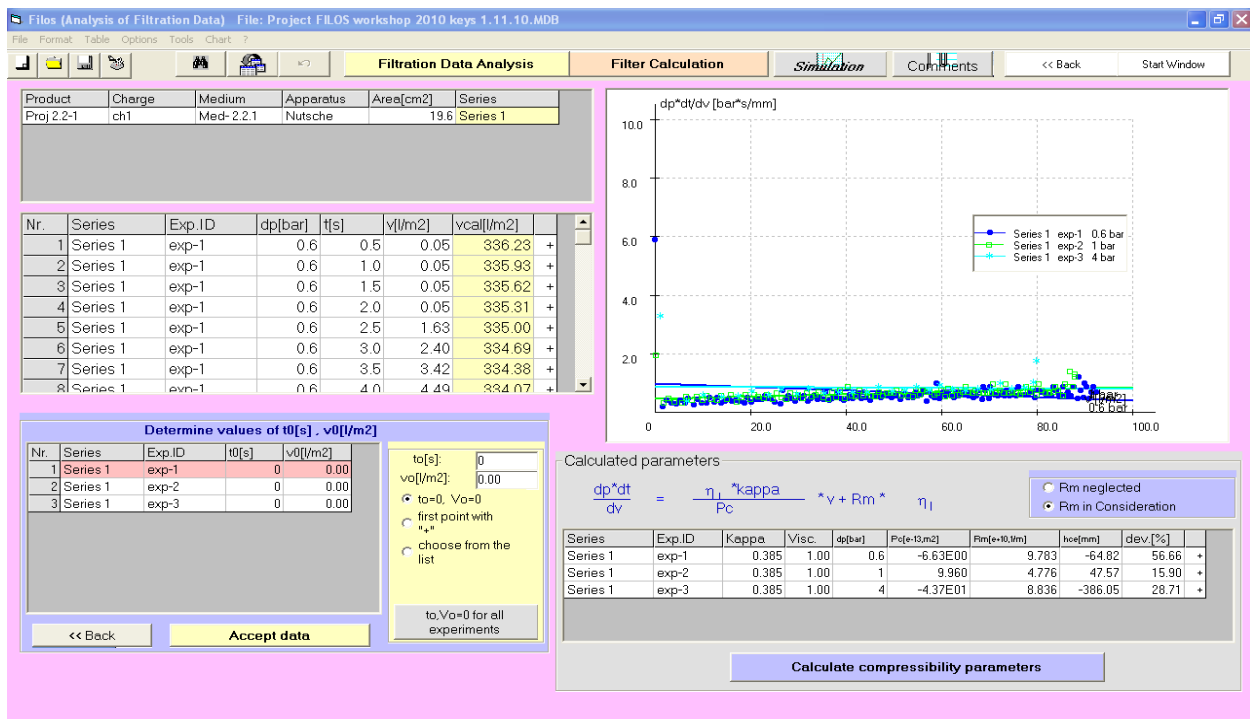 Filos (Analysis of Filtration Data) File: Project FILOS workshop 2010 keys 1.11.10.MDB
File Format Table Options Tools Chart ?
Filtration Data Analysis Filter Calculation Simulation Comments << Back Start Window
Product Charge Medium Apparatus Area[cm2] Series
Proj 2.2-1 ch1 Med- 2.2.1 Nutsche 19.6 Series 1
Nr. Series Exp.ID dp[bar] t[s] v[l/m2] vcal[l/m2]
1 Series 1 exp-1 0.6 0.5 0.05 336.23 +
2 Series 1 exp-1 0.6 1.0 0.05 335.93 +
3 Series 1 exp-1 0.6 1.5 0.05 335.62 +
4 Series 1 exp-1 0.6 2.0 0.05 335.31 +
5 Series 1 exp-1 0.6 2.5 1.63 335.00 +
6 Series 1 exp-1 0.6 3.0 2.40 334.69 +
7 Series 1 exp-1 0.6 3.5 3.42 334.38 +
8 Series 1 exp-1 0.6 4.0 4.49 334.07 +
dp*dt/dv [bar*s/mm]
10.0
8.0
6.0
4.0
2.0
Series 1 exp-1 0.6 bar
Series 1 exp-2 1 bar
Series 1 exp-3 4 bar
0.6 bar
0 20.0 40.0 60.0 80.0 100.0
Determine values of t0[s] , v0[l/m2]
Nr. Series Exp.ID t0[s] v0[l/m2]
1 Series 1 exp-1 0 0.00
2 Series 1 exp-2 0 0.00
3 Series 1 exp-3 0 0.00
to[s]: 0
vo[l/m2]: 0.00
to=0, Vo=0
first point with
"+"
choose from the
list
to,Vo=0 for all
experiments
<< Back Accept data
Calculated parameters
dp*dt
dv
=
η l *kappa
Pc
*v + Rm * η l
Rm neglected
Rm in Consideration
Series Exp.ID Kappa Visc. dp[bar] Pc[e-13,m2] Rm[e+10,1/m] hce[mm] dev.[%]
Series 1 exp-1 0.385 1.00 0.6 -6.63E00 9.783 -64.82 56.66 +
Series 1 exp-2 0.385 1.00 1 9.960 4.776 47.57 15.90 +
Series 1 exp-3 0.385 1.00 4 -4.37E01 8.836 -386.05 28.71 +
Calculate compressibility parameters